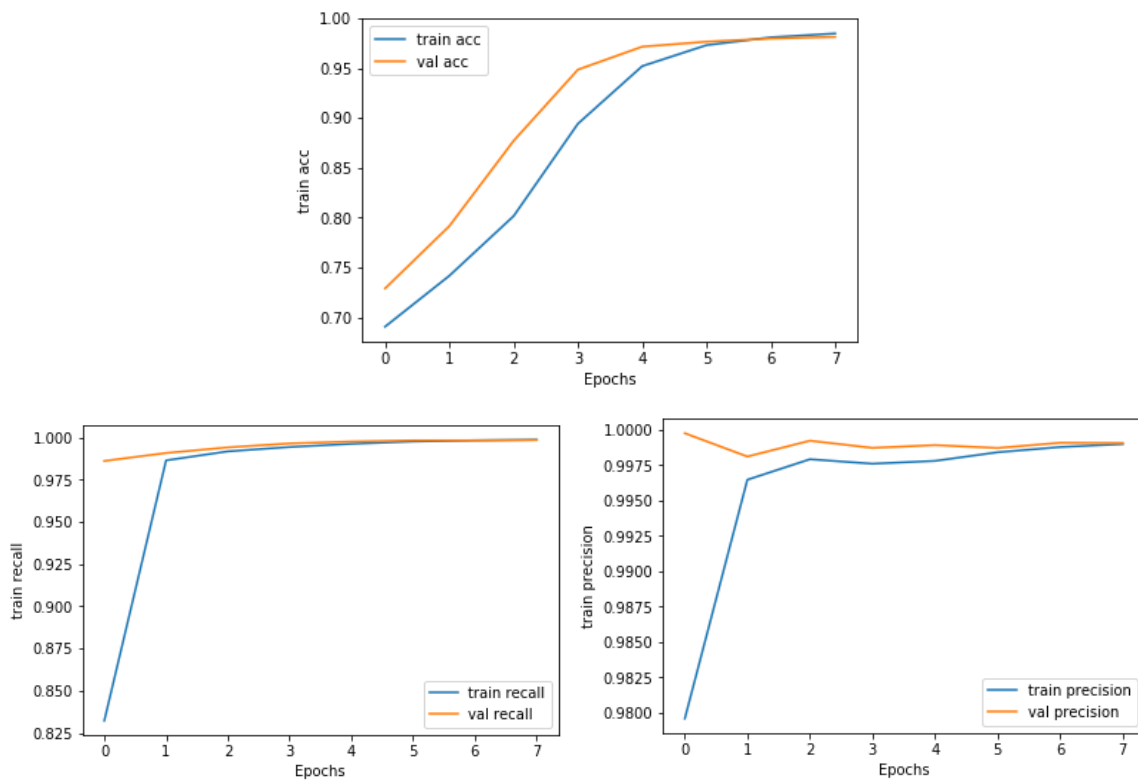 1.00
0.95
0.90
0.85
0.80
0.75
0.70
train acc
train acc
val acc
0 1 2 3 4 5 6 7
Epochs
1.000
0.975
0.950
0.925
0.900
0.875
0.850
0.825
train recall
train recall
val recall
0 1 2 3 4 5 6 7
Epochs
1.0000
0.9975
0.9950
0.9925
0.9900
0.9875
0.9850
0.9825
0.9800
train precision
train precision
val precision
0 1 2 3 4 5 6 7
Epochs